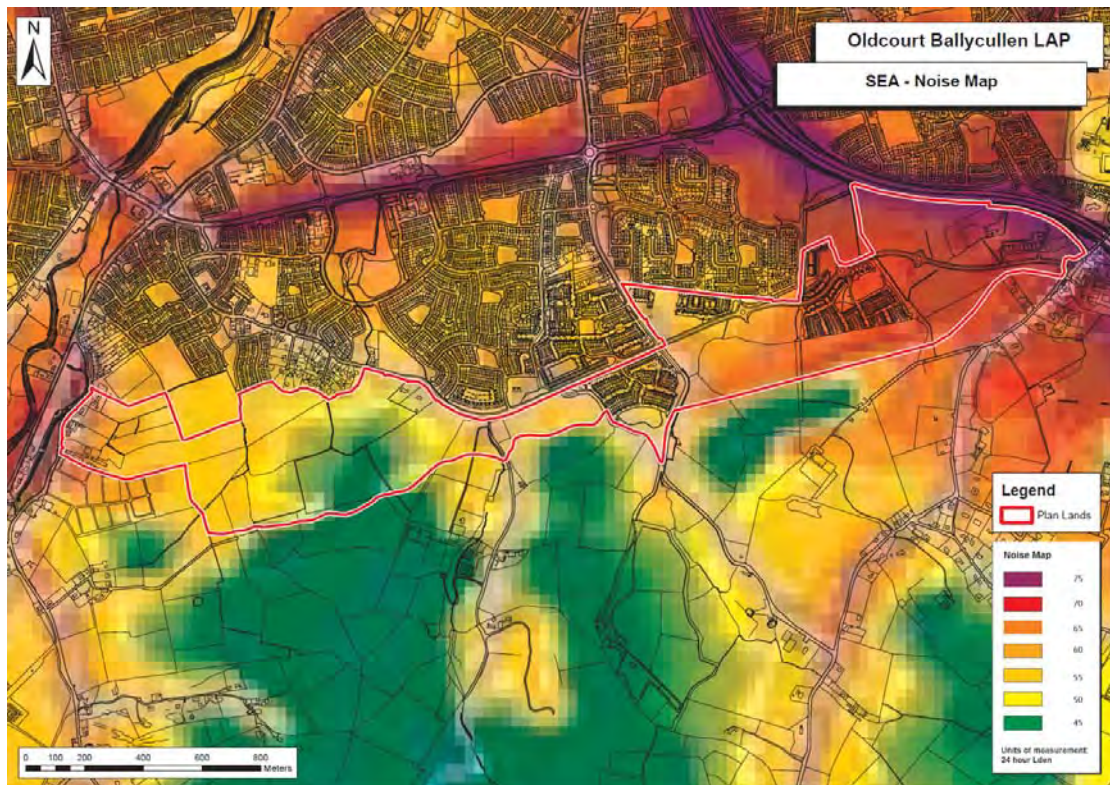 N
Oldcourt Ballycullen LAP
SEA - Noise Map
Legend
Plan Lands
Noise Map
75
70
65
60
55
50
45
Units of measurement:
24 hour Lden
0 100 200 400 600 800
Meters